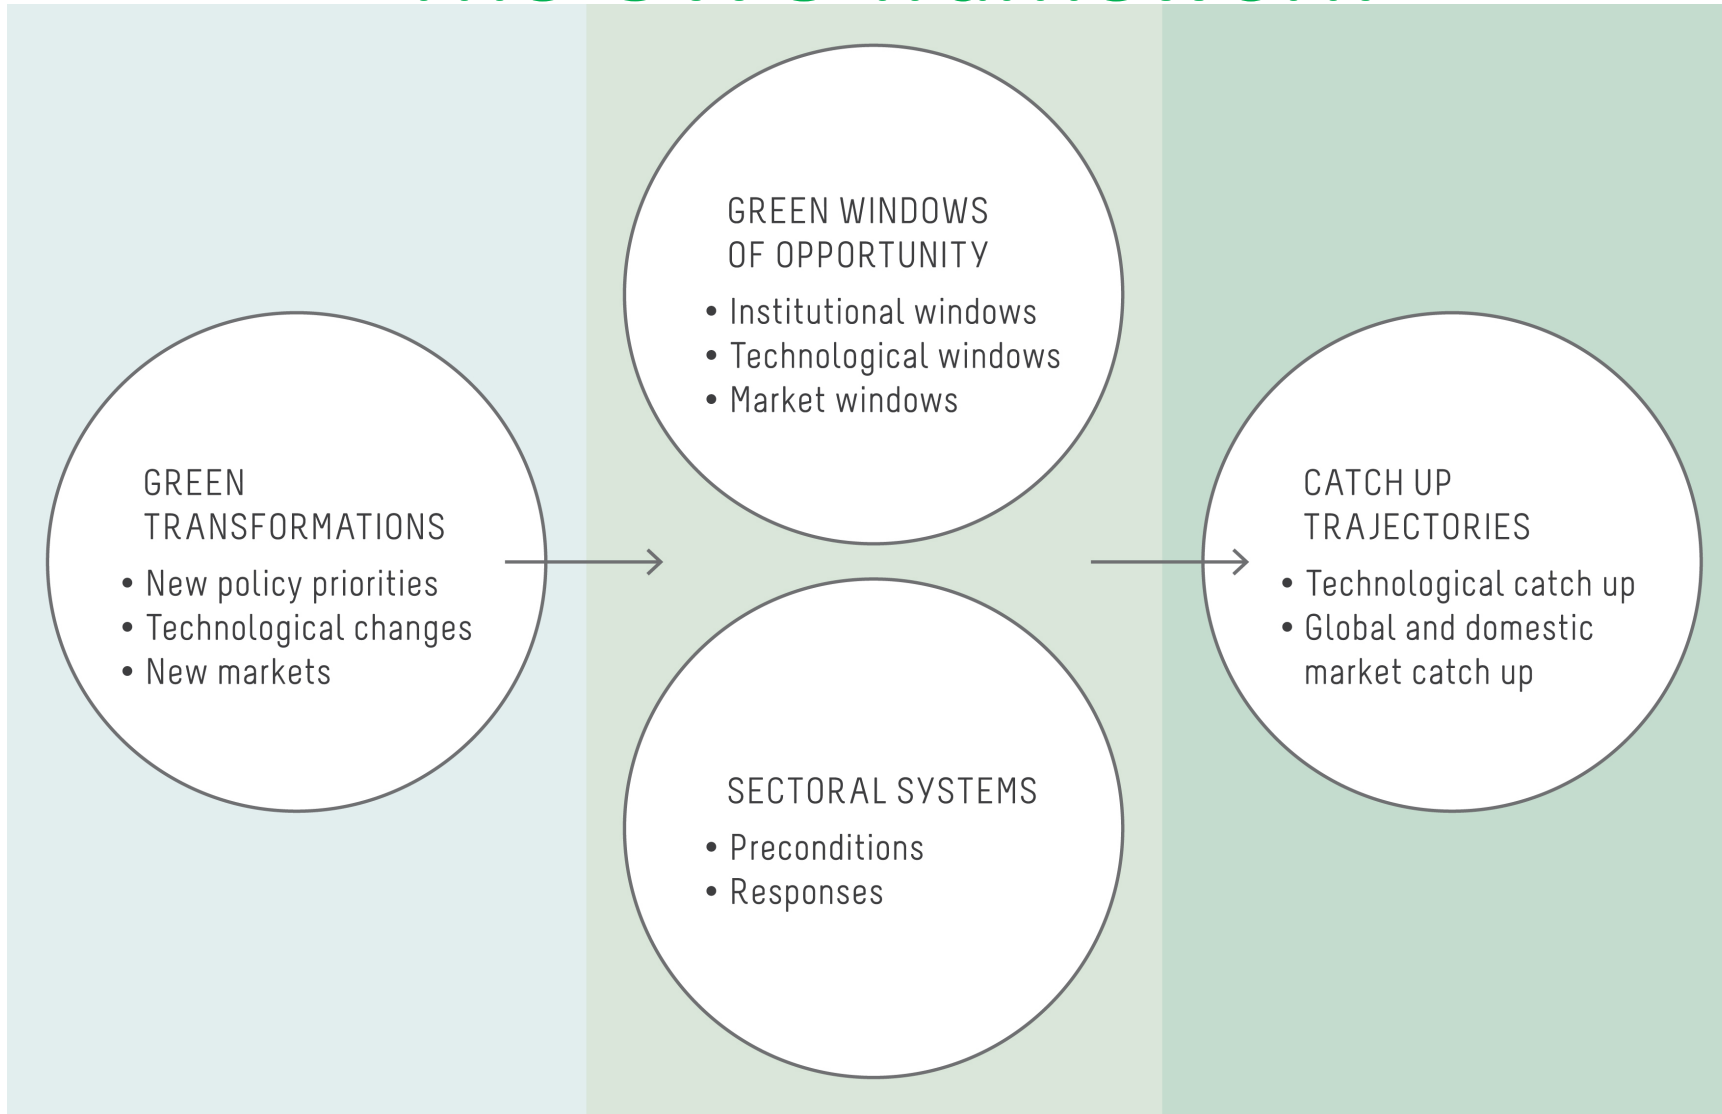 GREEN
TRANSFORMATIONS
• New policy priorities
• Technological changes
• New markets
GREEN WINDOWS
OF OPPORTUNITY
• Institutional windows
• Technological windows
• Market windows
SECTORAL SYSTEMS
• Preconditions
• Responses
CATCH UP
TRAJECTORIES
• Technological catch up
• Global and domestic
market catch up